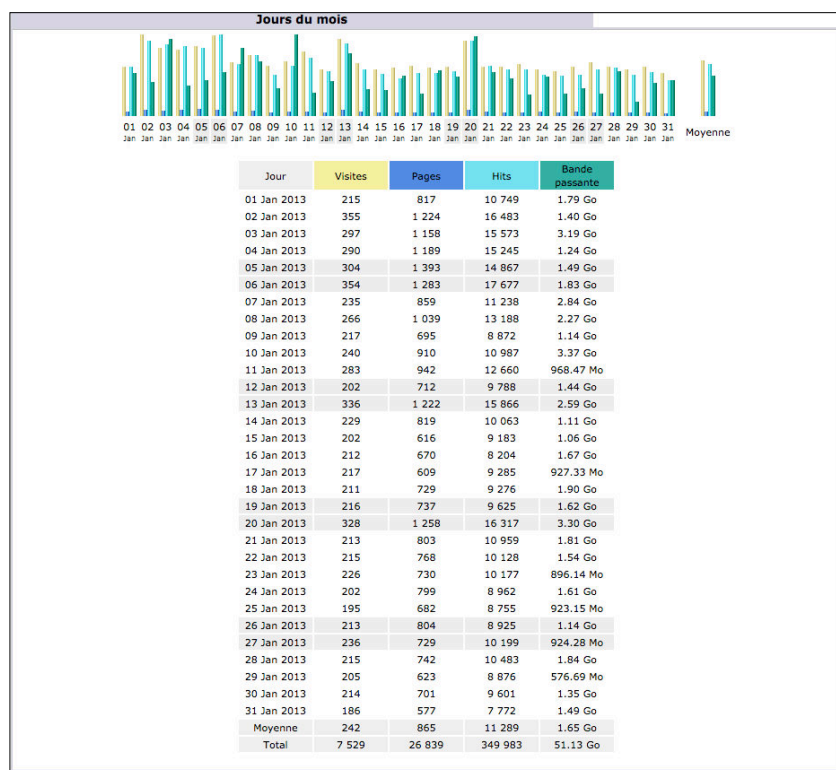 Jours du mois
01 02 03 04 05 06 07 08 09 10 11 12 13 14 15 16 17 18 19 20 21 22 23 24 25 26 27 28 29 30 31 Moyenne
Jan Jan Jan Jan Jan Jan Jan Jan Jan Jan Jan Jan Jan Jan Jan Jan Jan Jan Jan Jan Jan Jan Jan Jan Jan Jan Jan Jan Jan Jan Jan
Jour Visites Pages Hits Bande
passante
01 Jan 2013 215 817 10 749 1.79 Go
02 Jan 2013 355 1 224 16 483 1.40 Go
03 Jan 2013 297 1 158 15 573 3.19 Go
04 Jan 2013 290 1 189 15 245 1.24 Go
05 Jan 2013 304 1 393 14 867 1.49 Go
06 Jan 2013 354 1 283 17 677 1.83 Go
07 Jan 2013 235 859 11 238 2.84 Go
08 Jan 2013 266 1 039 13 188 2.27 Go
09 Jan 2013 217 695 8 872 1.14 Go
10 Jan 2013 240 910 10 987 3.37 Go
11 Jan 2013 283 942 12 660 968.47 Mo
12 Jan 2013 202 712 9 788 1.44 Go
13 Jan 2013 336 1 222 15 866 2.59 Go
14 Jan 2013 229 819 10 063 1.11 Go
15 Jan 2013 202 616 9 183 1.06 Go
16 Jan 2013 212 670 8 204 1.67 Go
17 Jan 2013 217 609 9 285 927.33 Mo
18 Jan 2013 211 729 9 276 1.90 Go
19 Jan 2013 216 737 9 625 1.62 Go
20 Jan 2013 328 1 258 16 317 3.30 Go
21 Jan 2013 213 803 10 959 1.81 Go
22 Jan 2013 215 768 10 128 1.54 Go
23 Jan 2013 226 730 10 177 896.14 Mo
24 Jan 2013 202 799 8 962 1.61 Go
25 Jan 2013 195 682 8 755 923.15 Mo
26 Jan 2013 213 804 8 925 1.14 Go
27 Jan 2013 236 729 10 199 924.28 Mo
28 Jan 2013 215 742 10 483 1.84 Go
29 Jan 2013 205 623 8 876 576.69 Mo
30 Jan 2013 214 701 9 601 1.35 Go
31 Jan 2013 186 577 7 772 1.49 Go
Moyenne 242 865 11 289 1.65 Go
Total 7 529 26 839 349 983 51.13 Go